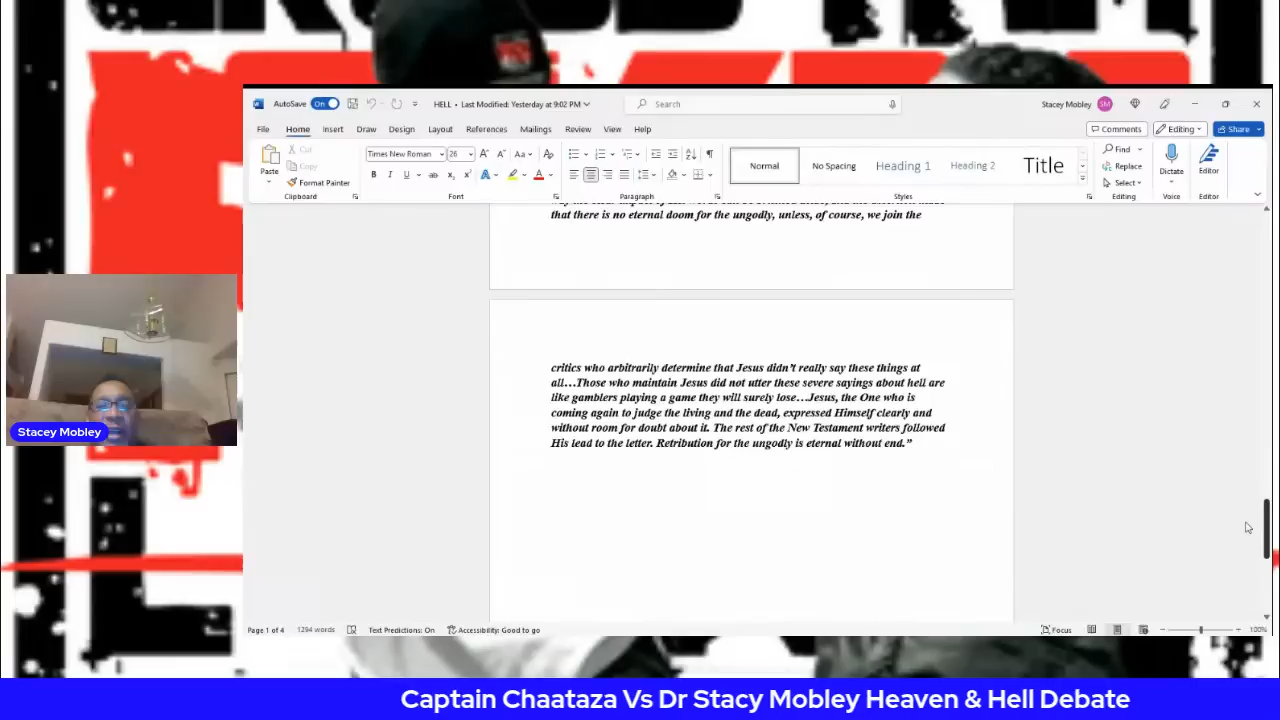 AutoSave On HELL • Last Modified: Yesterday at 9:02 PM Search Stacey Mobley SM
File Home Insert Draw Design Layout References Mailings Review View Help Comments Editing Share
Paste Cut Copy Format Painter
Times New Roman 26
Normal No Spacing Heading 1 Heading 2 Title
Find Replace Select Dictate Editor
Clipboard Font Paragraph Styles Editing Voice Editor
that there is no eternal doom for the ungodly, unless, of course, we join the
critics who arbitrarily determine that Jesus didn't really say these things at
all…Those who maintain Jesus did not utter these severe sayings about hell are
like gamblers playing a game they will surely lose…Jesus, the One who is
coming again to judge the living and the dead, expressed Himself clearly and
without room for doubt about it. The rest of the New Testament writers followed
His lead to the letter. Retribution for the ungodly is eternal without end.”
Stacey Mobley
Page 1 of 4 1294 words Text Predictions: On Accessibility: Good to go Focus 100%
Captain Chaataza Vs Dr Stacy Mobley Heaven & Hell Debate